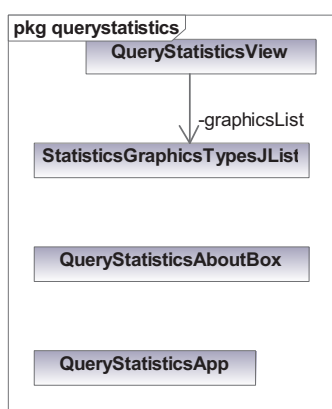 pkg querystatistics
QueryStatisticsView
-graphicsList
StatisticsGraphicsTypesJList
QueryStatisticsAboutBox
QueryStatisticsApp